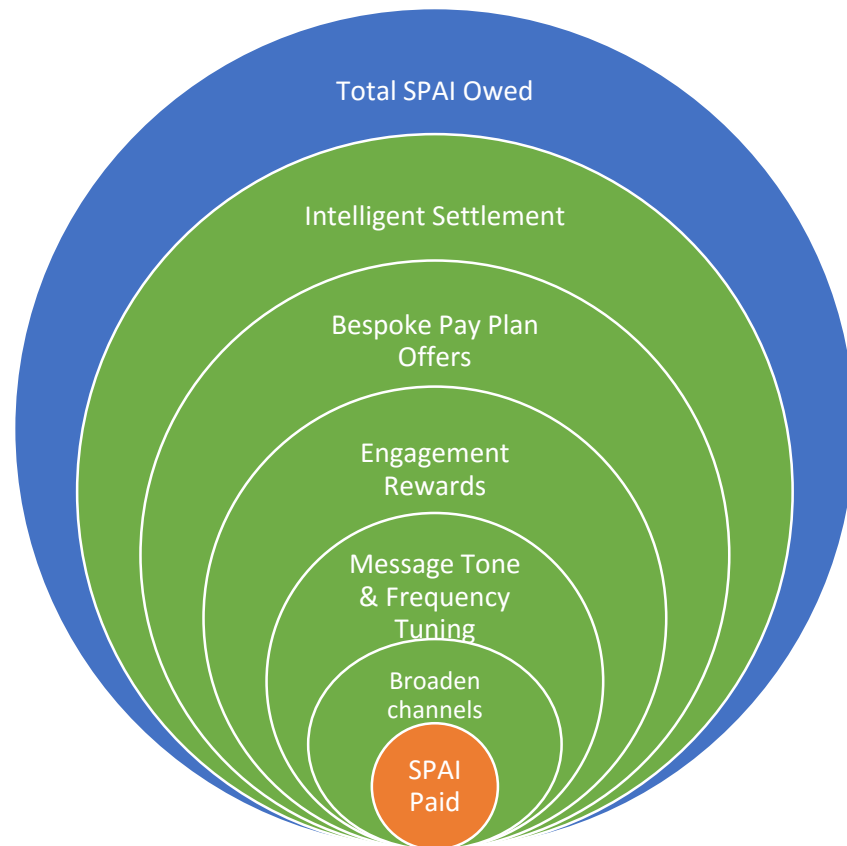 Total SPAI Owed
Intelligent Settlement
Bespoke Pay Plan
Offers
Engagement
Rewards
Message Tone
& Frequency
Tuning
Broaden
channels
SPAI
Paid